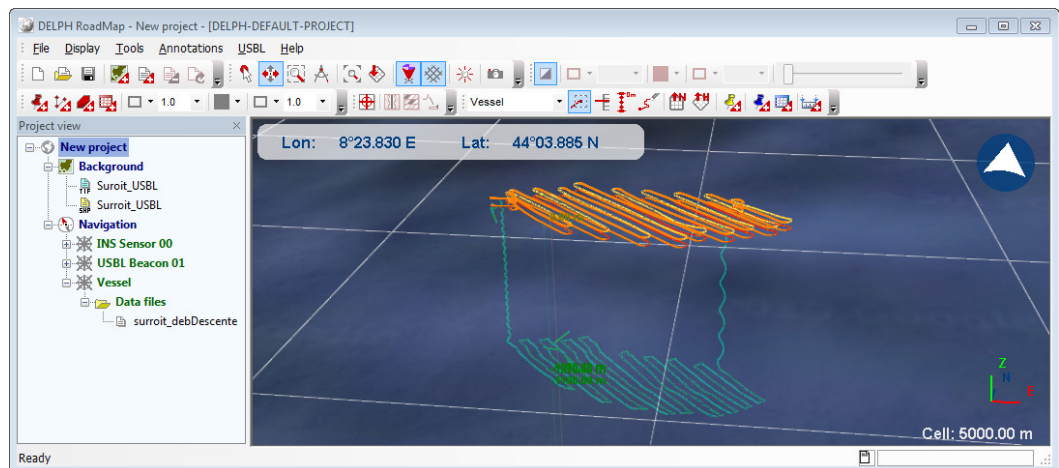 DELPH RoadMap - New project - [DELPH-DEFAULT-PROJECT]
File Display Tools Annotations USBL Help
1.0 1.0 Vessel
Project view
New project
Background
TIF Suroit_USBL
SHP Surroit_USBL
Navigation
INS Sensor 00
USBL Beacon 01
Vessel
Data files
surroit_debDescente
Lon: 8°23.830 E Lat: 44°03.885 N
Z
N
E
Cell: 5000.00 m
Ready